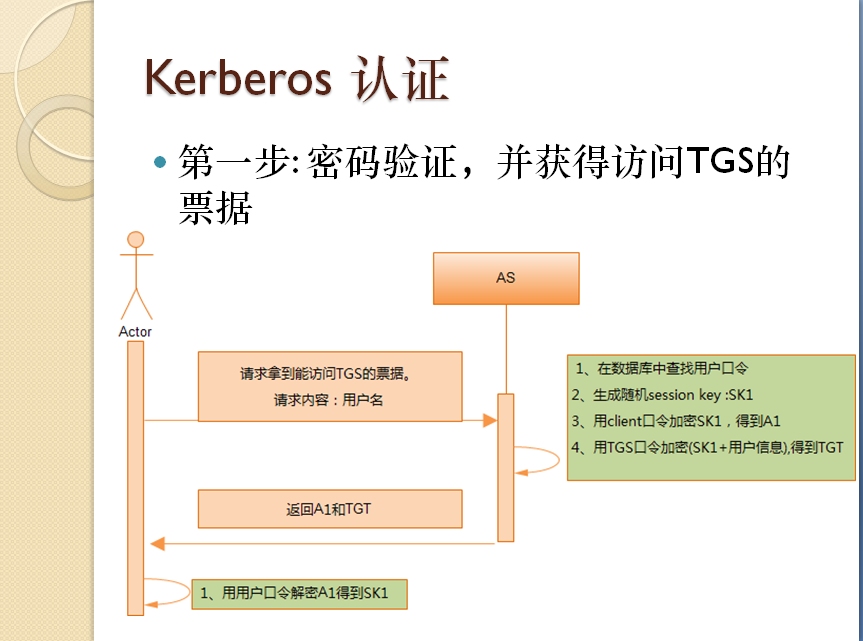 Kerberos 认证
第一步: 密码验证，并获得访问TGS的
票据
Actor
AS
请求拿到能访问TGS的票据。
请求内容：用户名
1、在数据库中查找用户口令
2、生成随机session key :SK1
3、用client口令加密SK1，得到A1
4、用TGS口令加密(SK1+用户信息),得到TGT
返回A1和TGT
1、用用户口令解密A1得到SK1